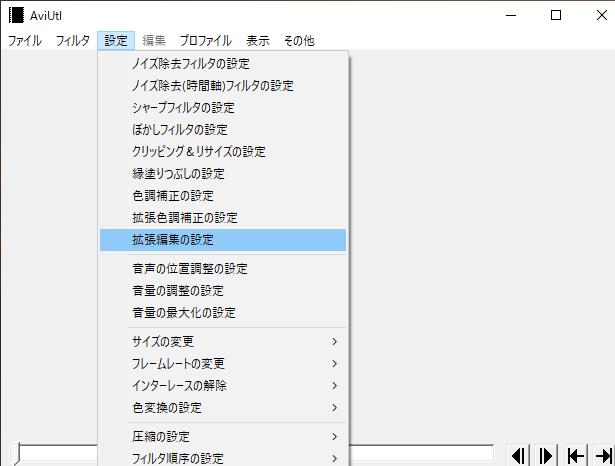 AviUtl
ファイル フィルタ 設定 編集 プロファイル 表示 その他
ノイズ除去フィルタの設定
ノイズ除去(時間軸)フィルタの設定
シャープフィルタの設定
ぼかしフィルタの設定
クリッピング＆リサイズの設定
縁塗りつぶしの設定
色調補正の設定
拡張色調補正の設定
拡張編集の設定
音声の位置調整の設定
音量の調整の設定
音量の最大化の設定
サイズの変更
フレームレートの変更
インターレースの解除
色変換の設定
圧縮の設定
フィルタ順序の設定